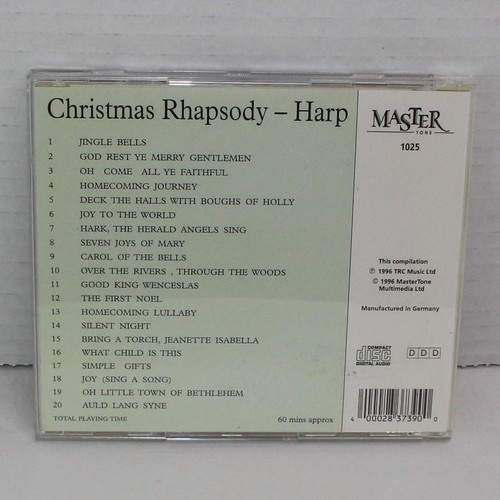 Christmas Rhapsody – Harp
1 JINGLE BELLS
2 GOD REST YE MERRY GENTLEMEN
3 OH COME ALL YE FAITHFUL
4 HOMECOMING JOURNEY
5 DECK THE HALLS WITH BOUGHS OF HOLLY
6 JOY TO THE WORLD
7 HARK, THE HERALD ANGELS SING
8 SEVEN JOYS OF MARY
9 CAROL OF THE BELLS
10 OVER THE RIVERS , THROUGH THE WOODS
11 GOOD KING WENCESLAS
12 THE FIRST NOEL
13 HOMECOMING LULLABY
14 SILENT NIGHT
15 BRING A TORCH, JEANETTE ISABELLA
16 WHAT CHILD IS THIS
17 SIMPLE GIFTS
18 JOY (SING A SONG)
19 OH LITTLE TOWN OF BETHLEHEM
20 AULD LANG SYNE
TOTAL PLAYING TIME 60 mins approx
MASTER
TONE
1025
This compilation
℗ 1996 TRC Music Ltd
© 1996 MasterTone
Multimedia Ltd
Manufactured in Germany
COMPACT
disc
DIGITAL AUDIO
DDD
4 00028 37390 0